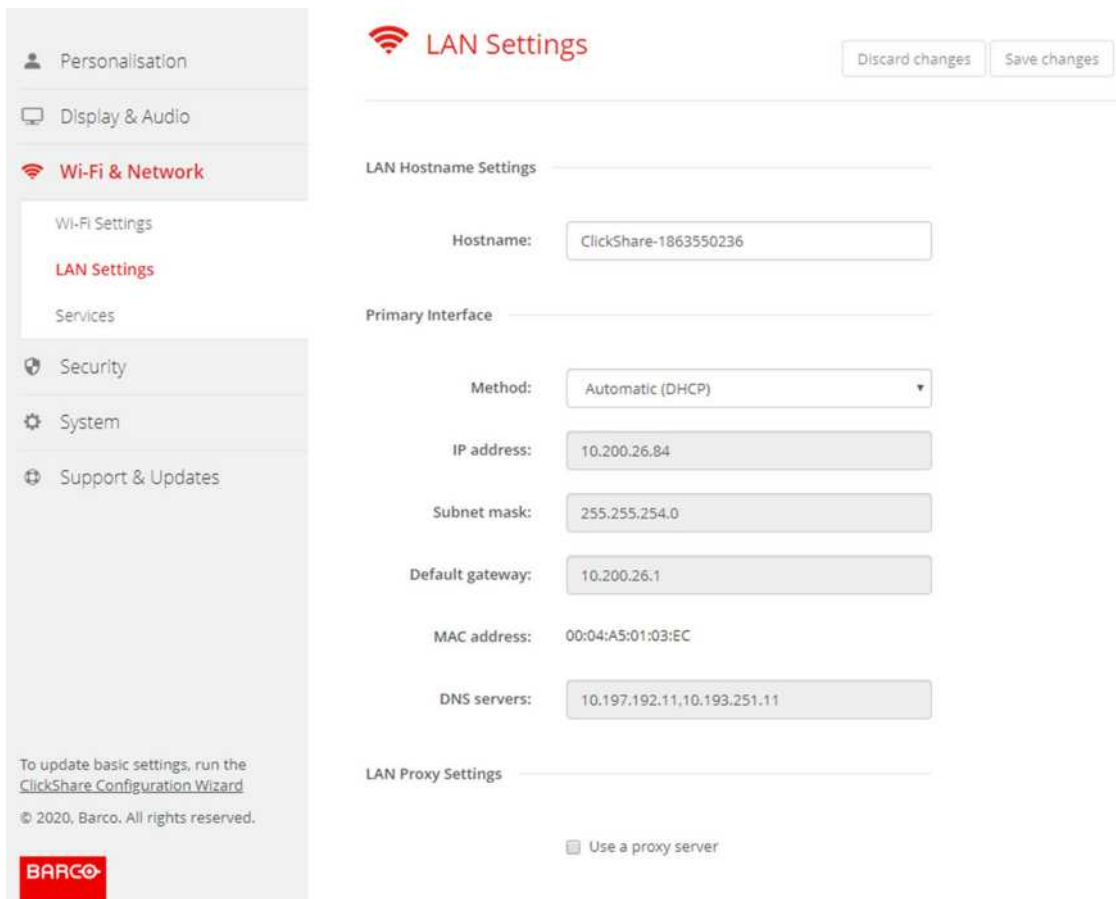 Personalisation
Display & Audio
Wi-Fi & Network
Wi-Fi Settings
LAN Settings
Services
Security
System
Support & Updates
To update basic settings, run the
ClickShare Configuration Wizard
© 2020, Barco. All rights reserved.
BARCO
LAN Settings
Discard changes
Save changes
LAN Hostname Settings
Hostname: ClickShare-1863550236
Primary Interface
Method: Automatic (DHCP)
IP address: 10.200.26.84
Subnet mask: 255.255.254.0
Default gateway: 10.200.26.1
MAC address: 00:04:A5:01:03:EC
DNS servers: 10.197.192.11,10.193.251.11
LAN Proxy Settings
Use a proxy server